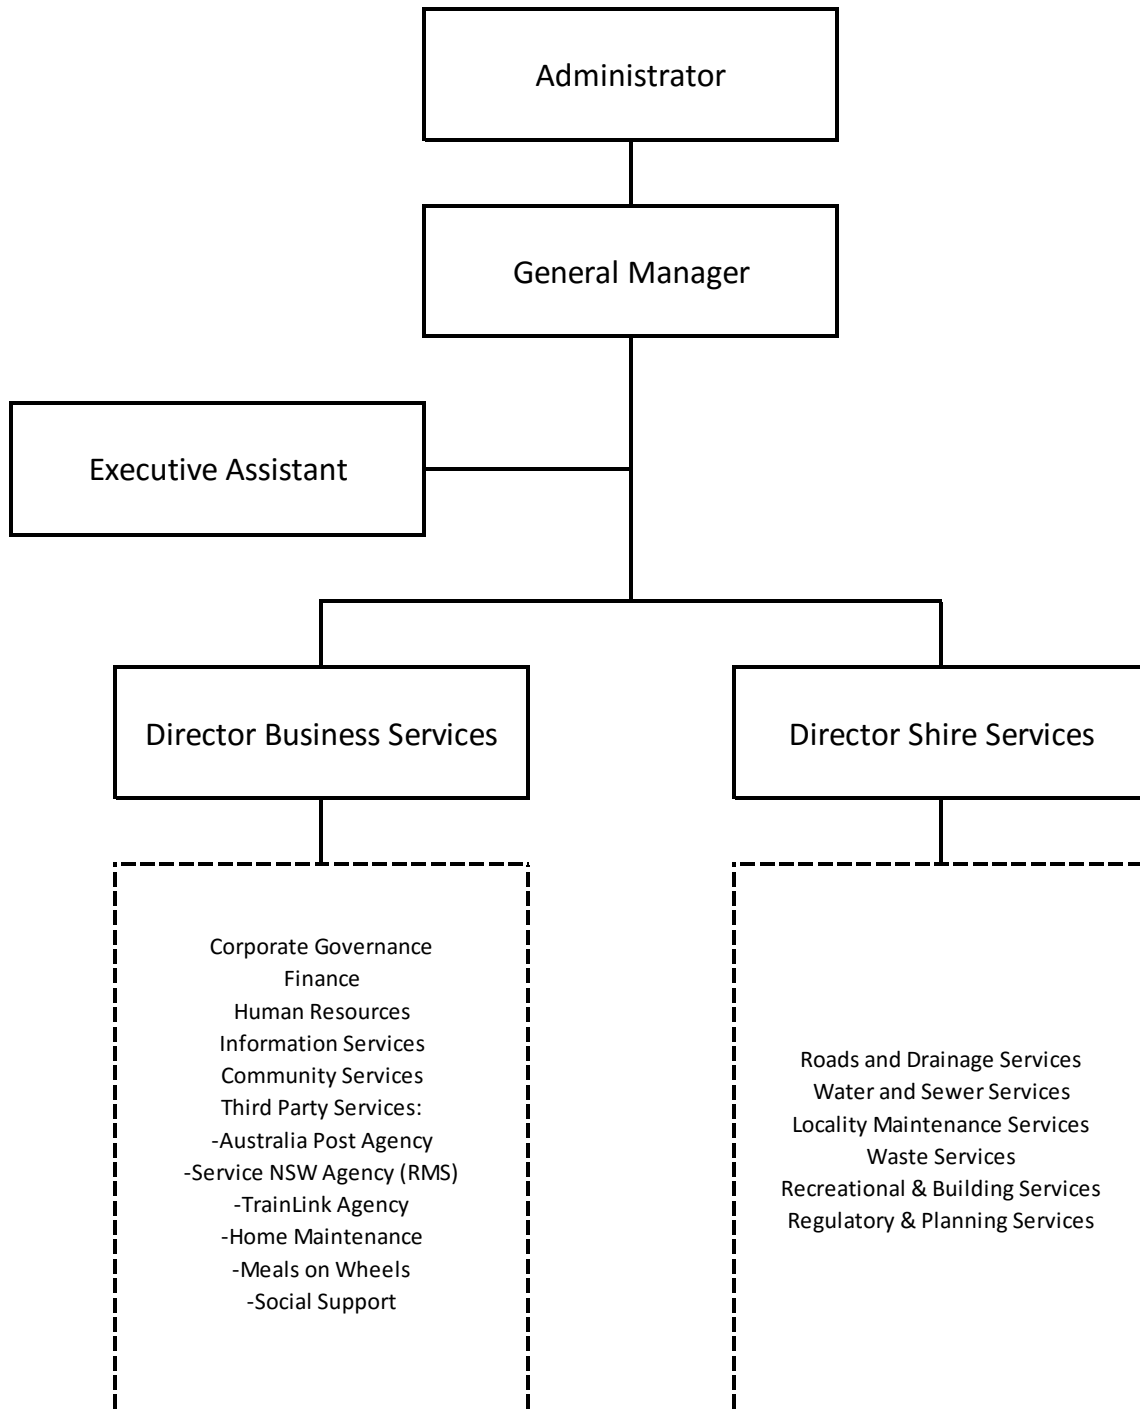 Administrator
General Manager
Executive Assistant
Director Business Services
Director Shire Services
Corporate Governance
Finance
Human Resources
Information Services
Community Services
Third Party Services:
-Australia Post Agency
-Service NSW Agency (RMS)
-TrainLink Agency
-Home Maintenance
-Meals on Wheels
-Social Support
Roads and Drainage Services
Water and Sewer Services
Locality Maintenance Services
Waste Services
Recreational & Building Services
Regulatory & Planning Services